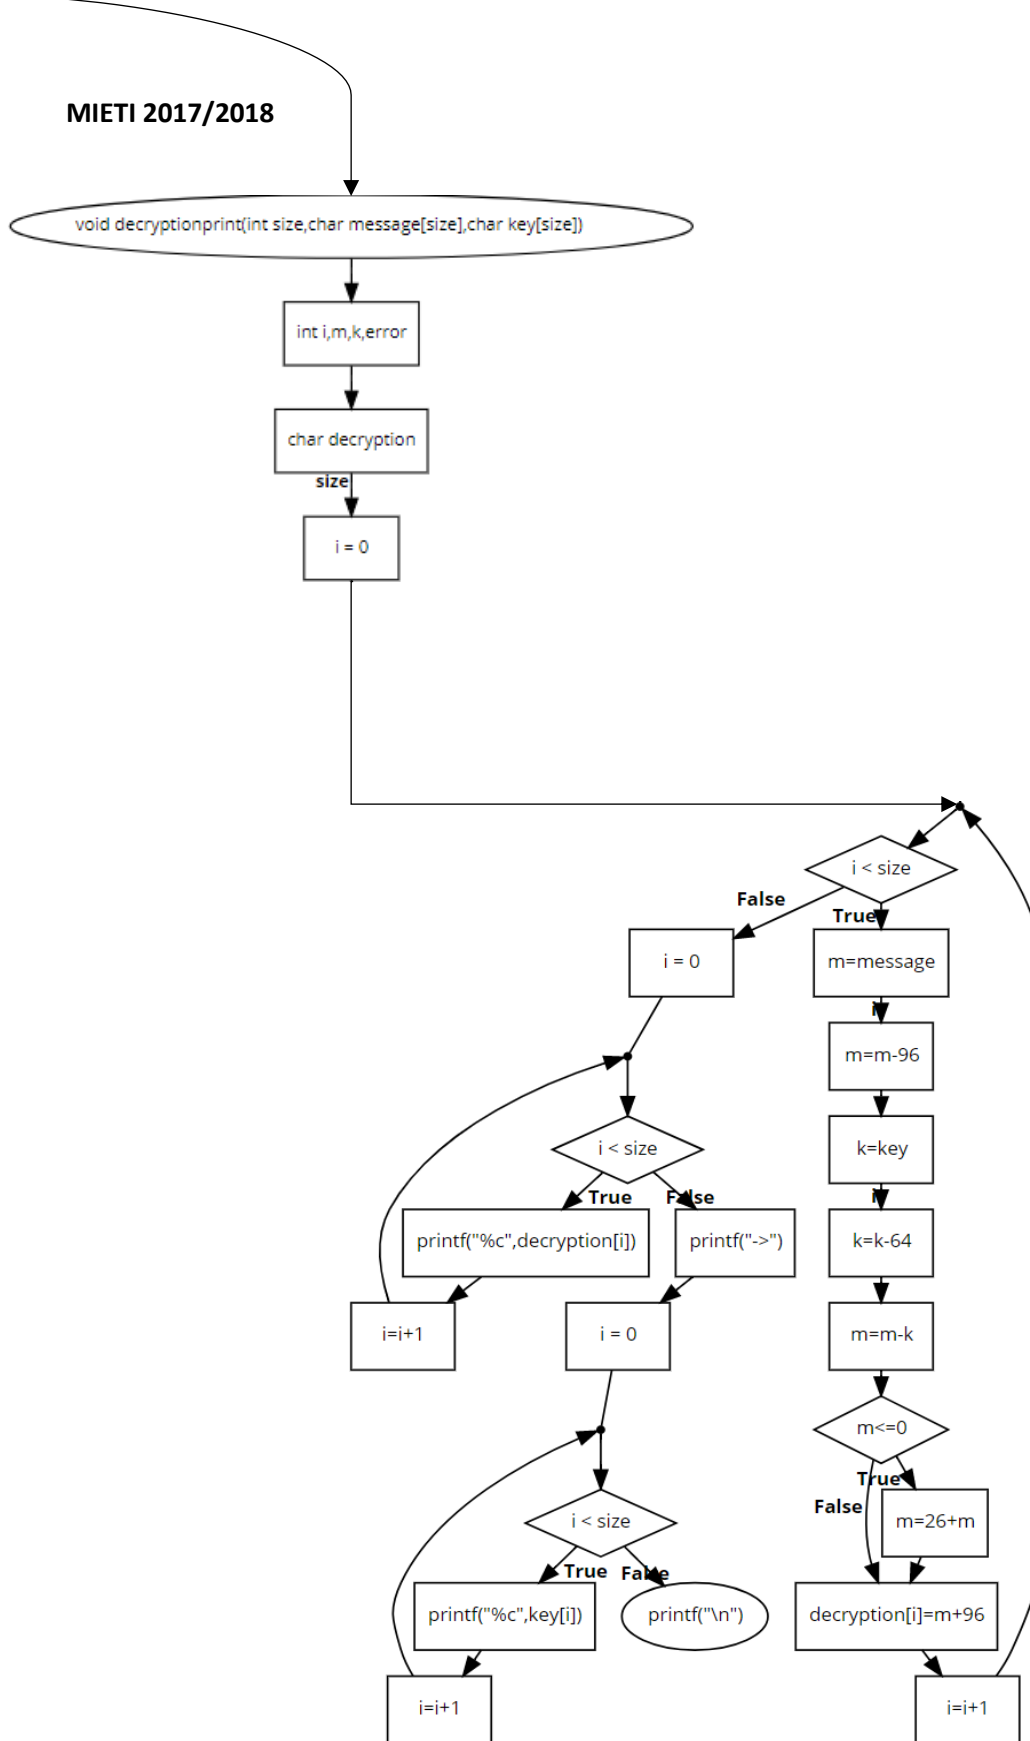 MIETI 2017/2018
void decryptionprint(int size,char message[size],char key[size])
int i,m,k,error
char decryption
size
i = 0
i < size
False
True
i = 0
m=message
i
m=m-96
k=key
i
i < size
True
False
printf("%c",decryption[i])
printf("->")
k=k-64
i=i+1
i = 0
m=m-k
m<=0
True
False
i < size
m=26+m
True
False
printf("%c",key[i])
printf("\n")
decryption[i]=m+96
i=i+1
i=i+1